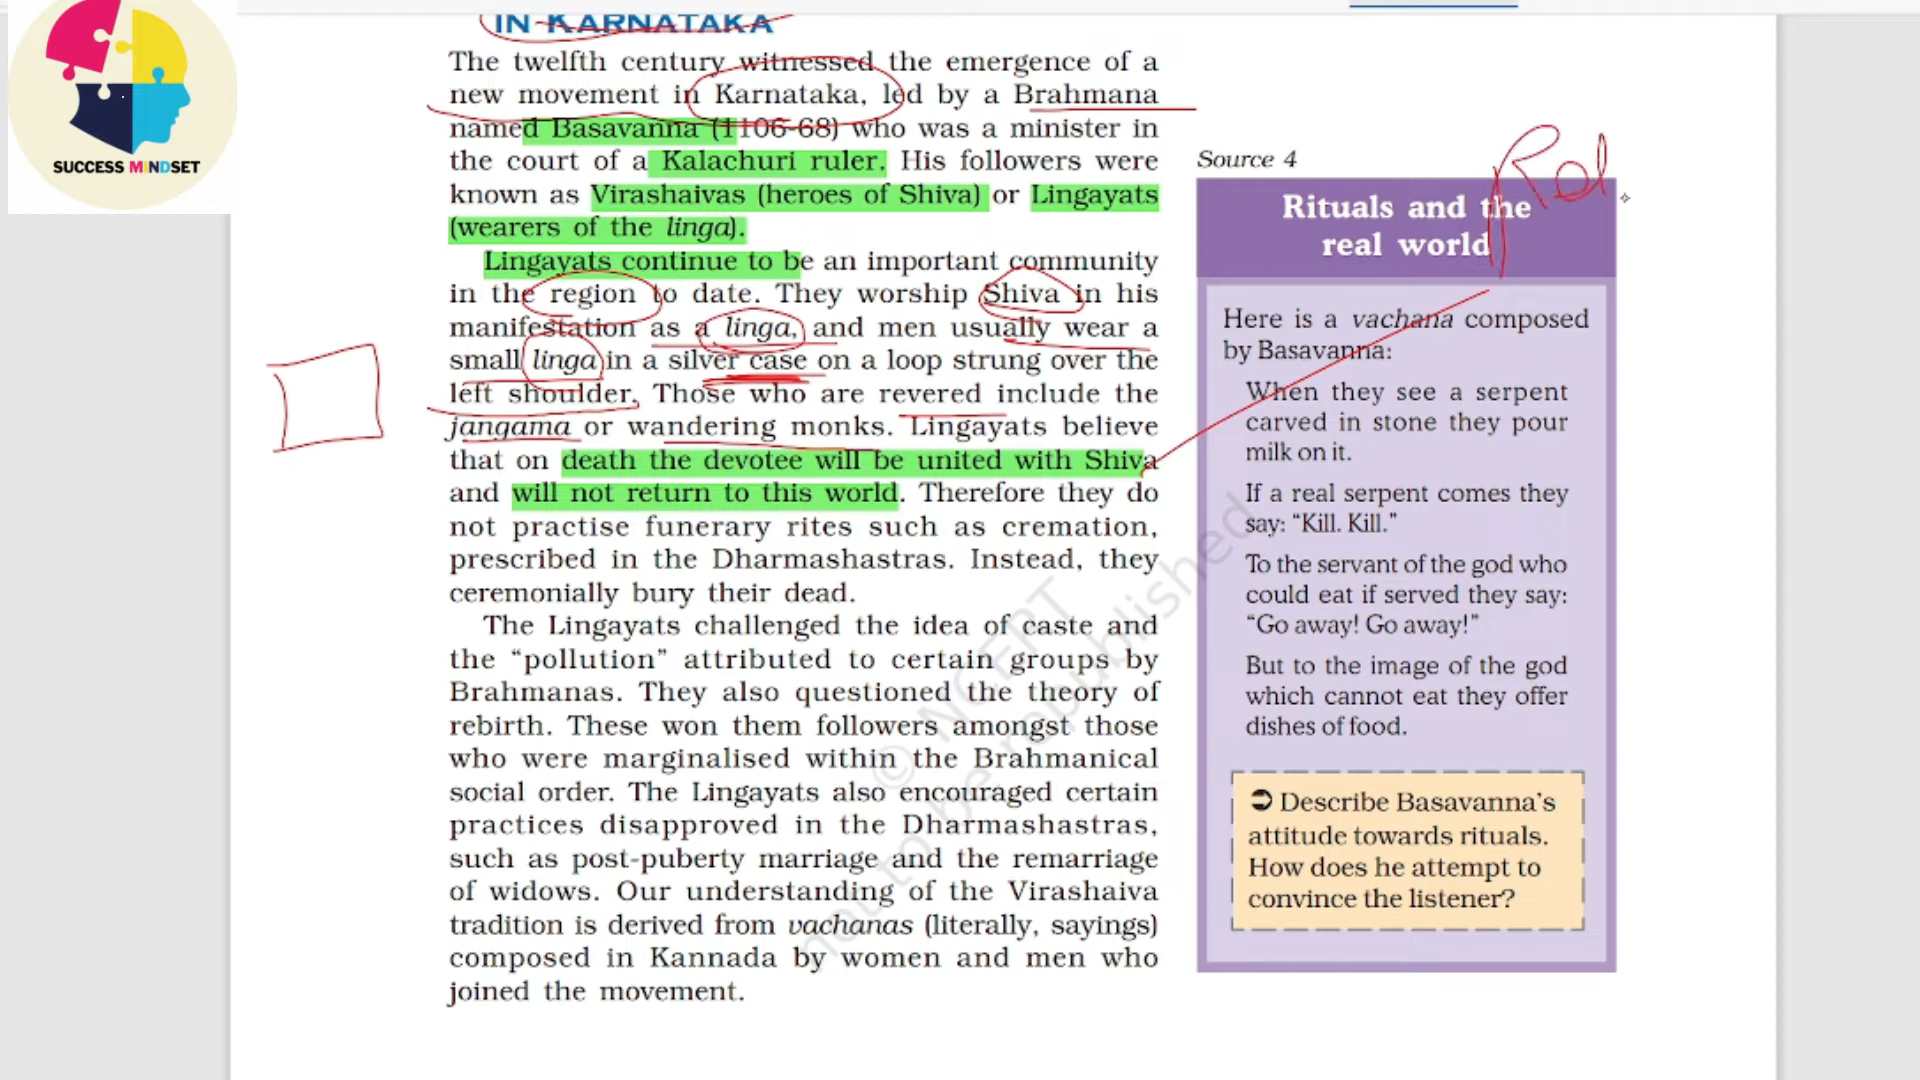 SUCCESS MINDSET
IN KARNATAKA
The twelfth century witnessed the emergence of a
new movement in Karnataka, led by a Brahmana
named Basavanna (1106-68) who was a minister in
the court of a Kalachuri ruler. His followers were
known as Virashaivas (heroes of Shiva) or Lingayats
(wearers of the linga).
Lingayats continue to be an important community
in the region to date. They worship Shiva in his
manifestation as a linga, and men usually wear a
small linga in a silver case on a loop strung over the
left shoulder. Those who are revered include the
jangama or wandering monks. Lingayats believe
that on death the devotee will be united with Shiva
and will not return to this world. Therefore they do
not practise funerary rites such as cremation,
prescribed in the Dharmashastras. Instead, they
ceremonially bury their dead.
The Lingayats challenged the idea of caste and
the “pollution” attributed to certain groups by
Brahmanas. They also questioned the theory of
rebirth. These won them followers amongst those
who were marginalised within the Brahmanical
social order. The Lingayats also encouraged certain
practices disapproved in the Dharmashastras,
such as post-puberty marriage and the remarriage
of widows. Our understanding of the Virashaiva
tradition is derived from vachanas (literally, sayings)
composed in Kannada by women and men who
joined the movement.
Source 4
Rituals and the
real world
Here is a vachana composed
by Basavanna:
When they see a serpent
carved in stone they pour
milk on it.
If a real serpent comes they
say: “Kill. Kill.”
To the servant of the god who
could eat if served they say:
“Go away! Go away!”
But to the image of the god
which cannot eat they offer
dishes of food.
➲ Describe Basavanna’s
attitude towards rituals.
How does he attempt to
convince the listener?
© NCERT
not to be republished